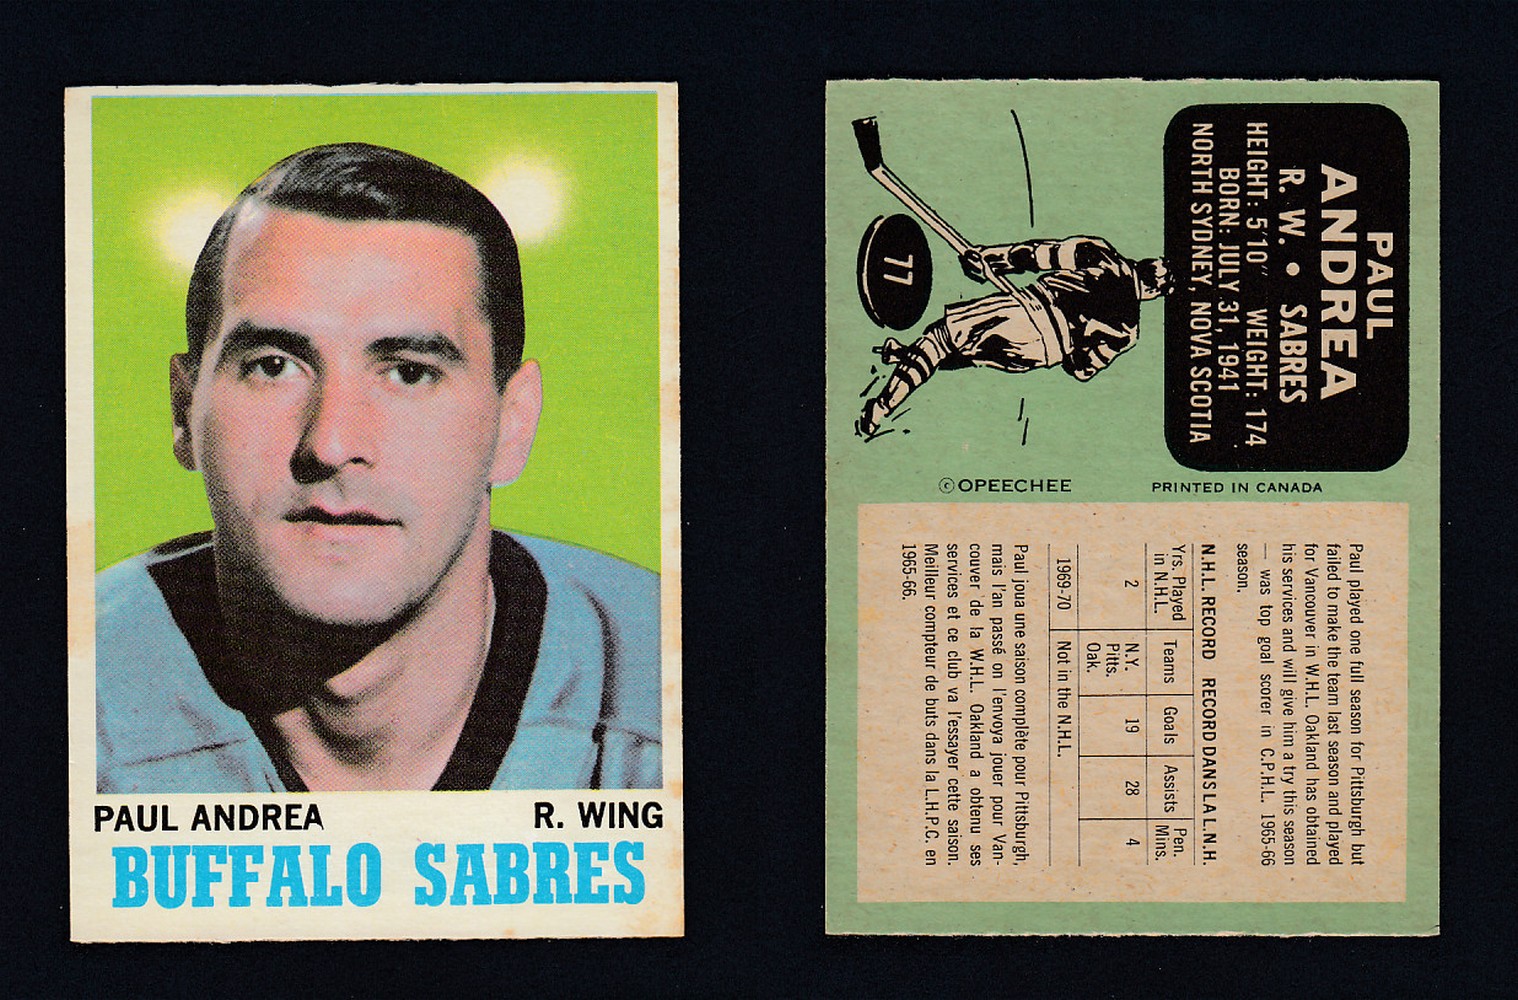 PAUL ANDREA
R. WING
BUFFALO SABRES
PAUL
ANDREA
R. W. • SABRES
HEIGHT: 5'10" WEIGHT: 174
BORN: JULY 31, 1941
NORTH SYDNEY, NOVA SCOTIA
77
©OPEECHEE
PRINTED IN CANADA
Paul played one full season for Pittsburgh but
failed to make the team last season and played
for Vancouver in W.H.L. Oakland has obtained
his services and will give him a try this season
— was top goal scorer in C.P.H.L. 1965-66
season.
N.H.L. RECORD RECORD DANS LA L.N.H.
Yrs. Played in N.H.L. Teams Goals Assists Pen. Mins.
2 N.Y. Pitts. Oak. 19 28 4
1969-70 Not in the N.H.L.
Paul joua une saison complète pour Pittsburgh,
mais l'an passé on l'envoya jouer pour Van-
couver de la W.H.L. Oakland a obtenu ses
services et ce club va l'essayer cette saison.
Meilleur compteur de buts dans la L.H.P.C. en
1965-66.